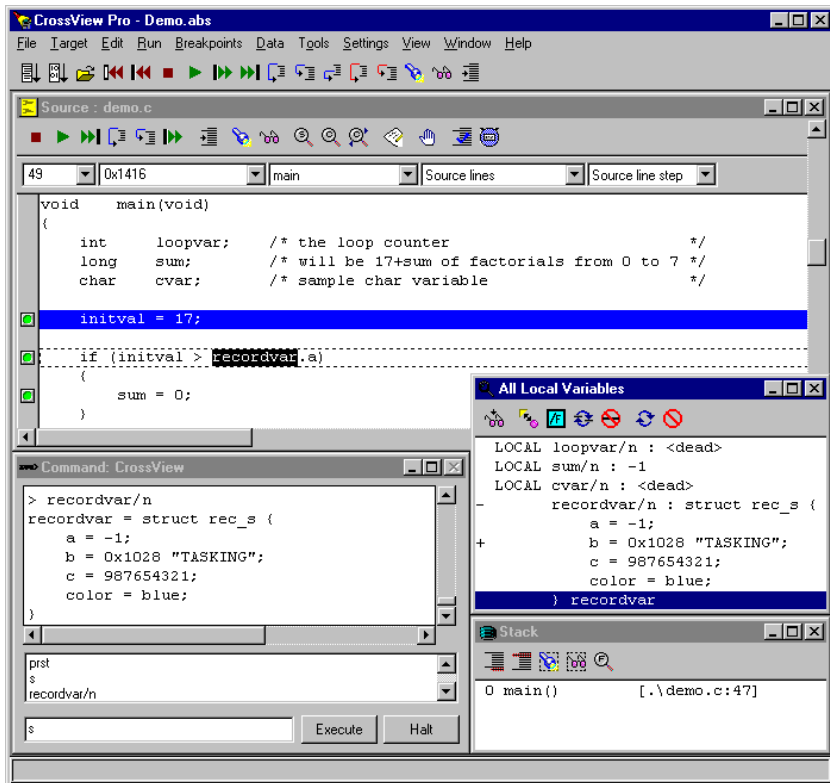 CrossView Pro - Demo.abs
File Target Edit Run Breakpoints Data Tools Settings View Window Help
Source : demo.c
49 0x1416 main Source lines Source line step
void    main(void)
{
    int     loopvar;    /* the loop counter                         */
    long    sum;        /* will be 17+sum of factorials from 0 to 7 */
    char    cvar;       /* sample char variable                     */
    initval = 17;
    if (initval > recordvar.a)
    {
        sum = 0;
    }
All Local Variables
LOCAL loopvar/n : <dead>
LOCAL sum/n : -1
LOCAL cvar/n : <dead>
-       recordvar/n : struct rec_s {
            a = -1;
+           b = 0x1028 "TASKING";
            c = 987654321;
            color = blue;
        } recordvar
Command: CrossView
> recordvar/n
recordvar = struct rec_s {
    a = -1;
    b = 0x1028 "TASKING";
    c = 987654321;
    color = blue;
}
prst
s
recordvar/n
s
Execute Halt
Stack
0 main()        [.\demo.c:47]